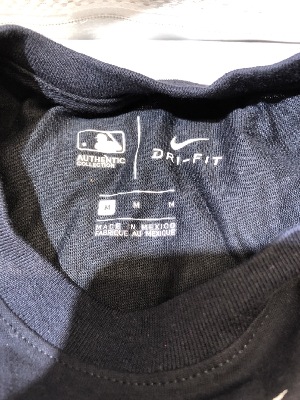 AUTHENTIC
COLLECTION
DRI-FIT
M M M
MADE IN MEXICO
FABRIQUÉ AU MEXIQUE